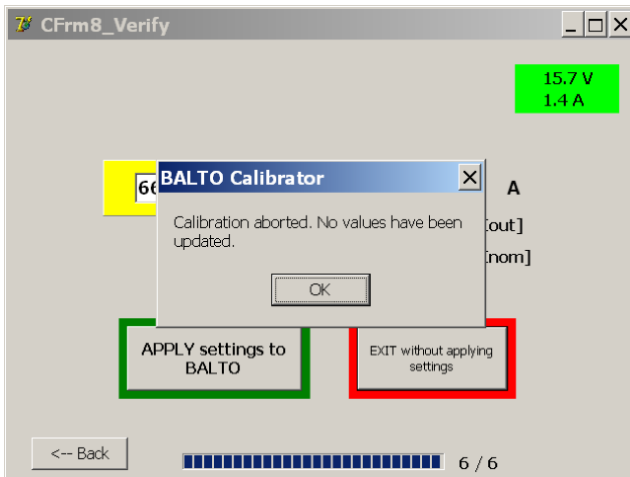 CFrm8_Verify
15.7 V
1.4 A
BALTO Calibrator
66
A
Calibration aborted. No values have been
updated.
out]
nom]
OK
APPLY settings to
BALTO
EXIT without applying
settings
<-- Back
6 / 6